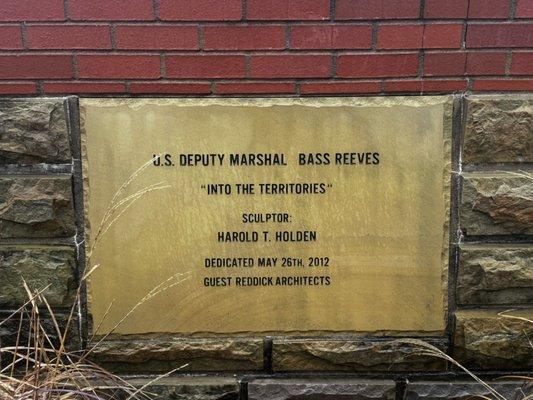 U.S. DEPUTY MARSHAL BASS REEVES
"INTO THE TERRITORIES"
SCULPTOR:
HAROLD T. HOLDEN
DEDICATED MAY 26TH, 2012
GUEST REDDICK ARCHITECTS